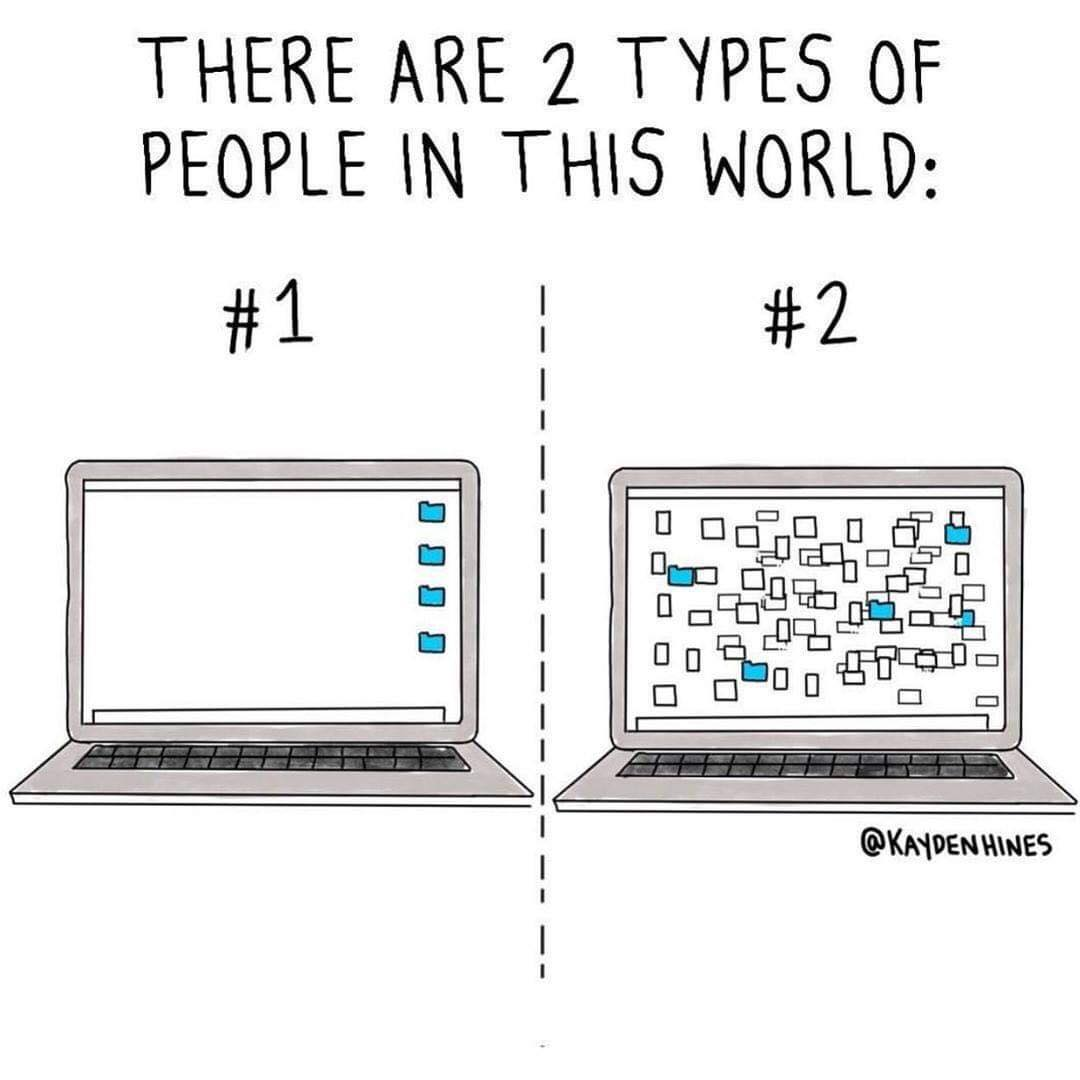 THERE ARE 2 TYPES OF
PEOPLE IN THIS WORLD:
#1
#2
@KAYDENHINES